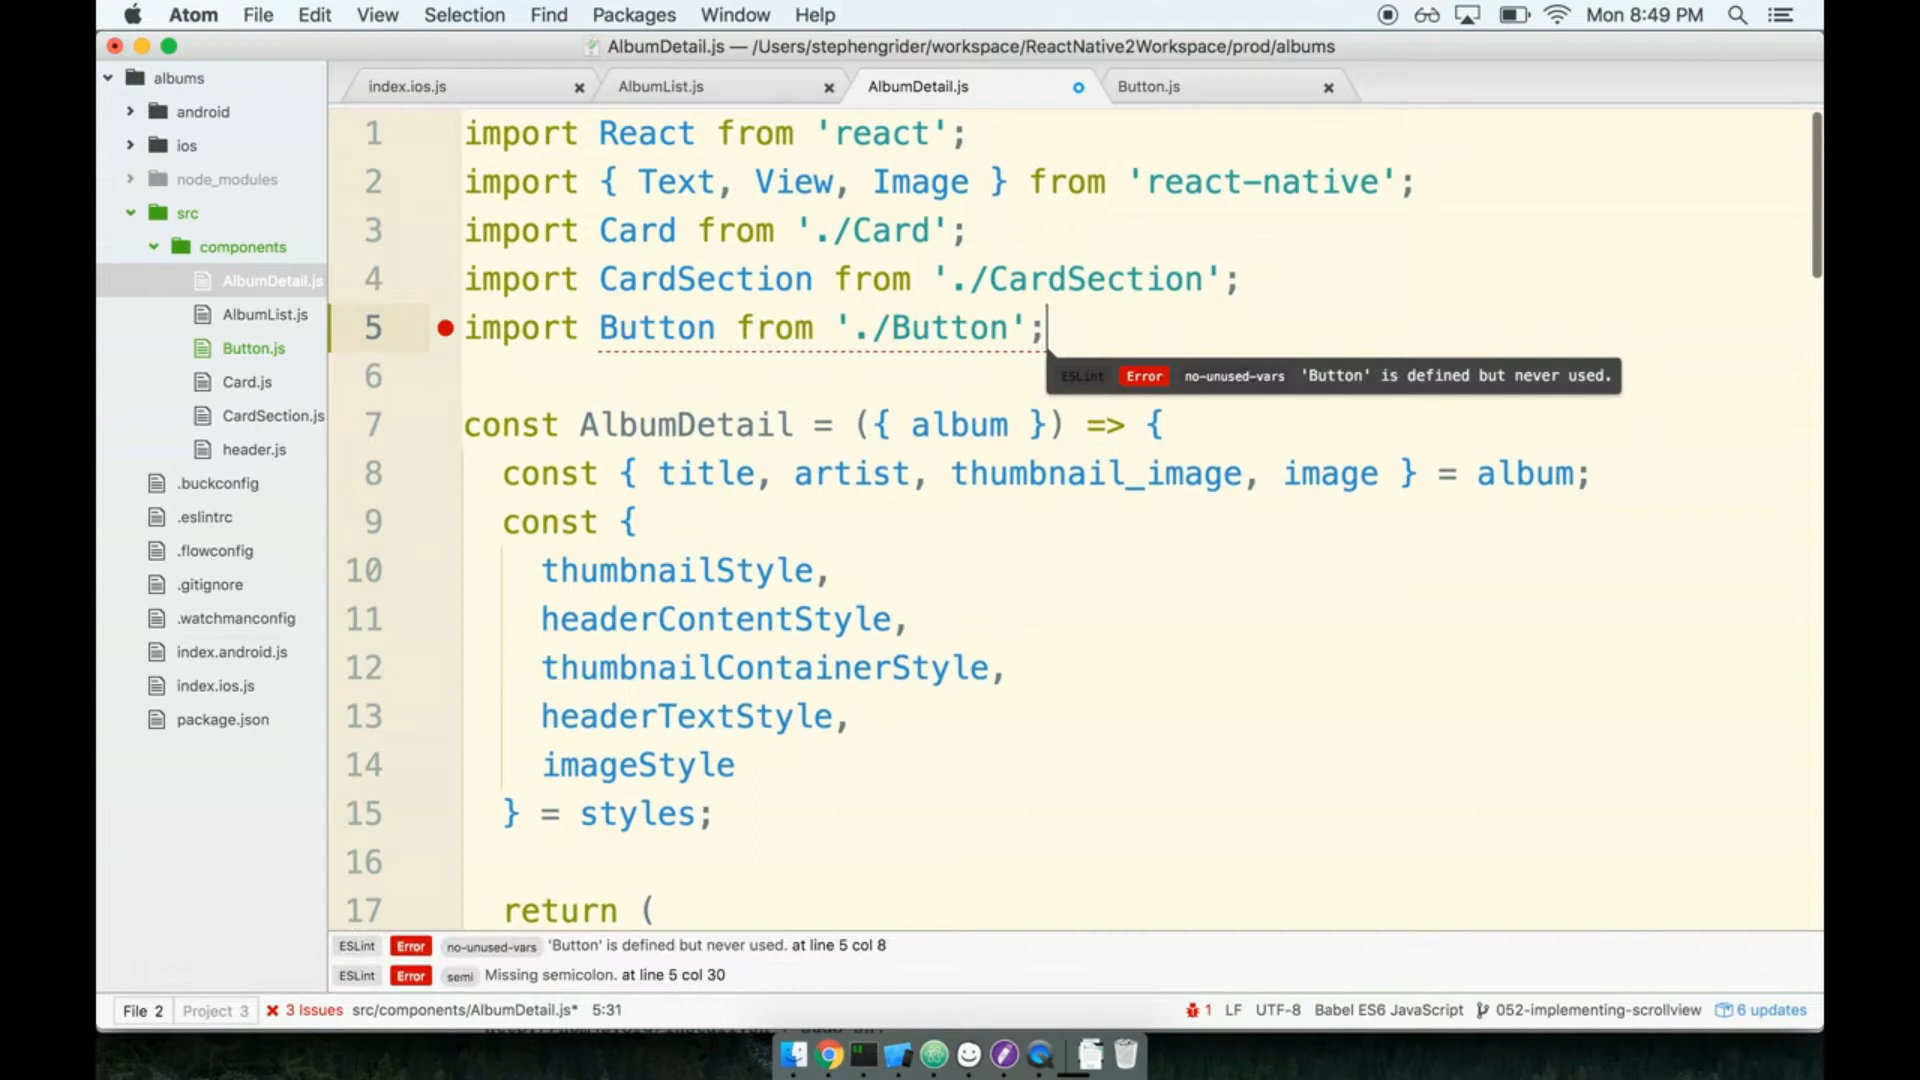 Atom File Edit View Selection Find Packages Window Help Mon 8:49 PM
AlbumDetail.js — /Users/stephengrider/workspace/ReactNative2Workspace/prod/albums
albums
android
ios
node_modules
src
components
AlbumDetail.js
AlbumList.js
Button.js
Card.js
CardSection.js
header.js
.buckconfig
.eslintrc
.flowconfig
.gitignore
.watchmanconfig
index.android.js
index.ios.js
package.json
index.ios.js AlbumList.js AlbumDetail.js Button.js
1 import React from 'react';
2 import { Text, View, Image } from 'react-native';
3 import Card from './Card';
4 import CardSection from './CardSection';
5 import Button from './Button';
6 ESLint Error no-unused-vars 'Button' is defined but never used.
7 const AlbumDetail = ({ album }) => {
8 const { title, artist, thumbnail_image, image } = album;
9 const {
10 thumbnailStyle,
11 headerContentStyle,
12 thumbnailContainerStyle,
13 headerTextStyle,
14 imageStyle
15 } = styles;
16
17 return (
ESLint Error no-unused-vars 'Button' is defined but never used. at line 5 col 8
ESLint Error semi Missing semicolon. at line 5 col 30
File 2 Project 3 3 Issues src/components/AlbumDetail.js* 5:31 1 LF UTF-8 Babel ES6 JavaScript 052-implementing-scrollview 6 updates